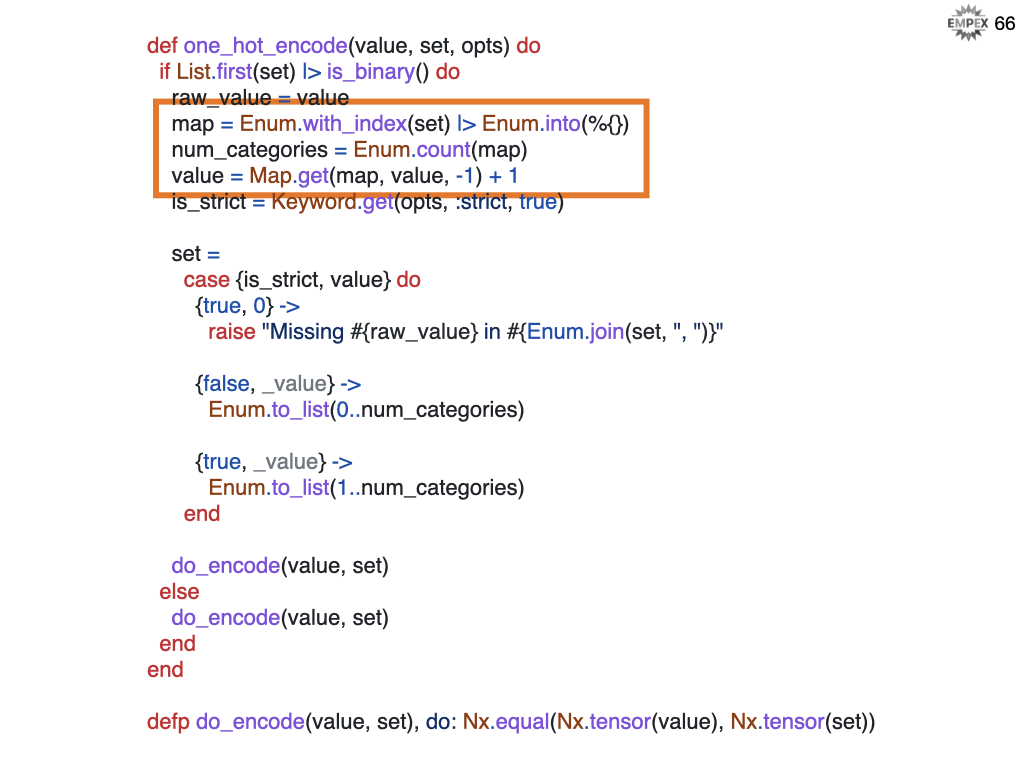 EMPEX 66
def one_hot_encode(value, set, opts) do
if List.first(set) |> is_binary() do
raw_value = value
map = Enum.with_index(set) |> Enum.into(%{})
num_categories = Enum.count(map)
value = Map.get(map, value, -1) + 1
is_strict = Keyword.get(opts, :strict, true)
set =
case {is_strict, value} do
{true, 0} ->
raise "Missing #{raw_value} in #{Enum.join(set, ", ")}"
{false, _value} ->
Enum.to_list(0..num_categories)
{true, _value} ->
Enum.to_list(1..num_categories)
end
do_encode(value, set)
else
do_encode(value, set)
end
end
defp do_encode(value, set), do: Nx.equal(Nx.tensor(value), Nx.tensor(set))